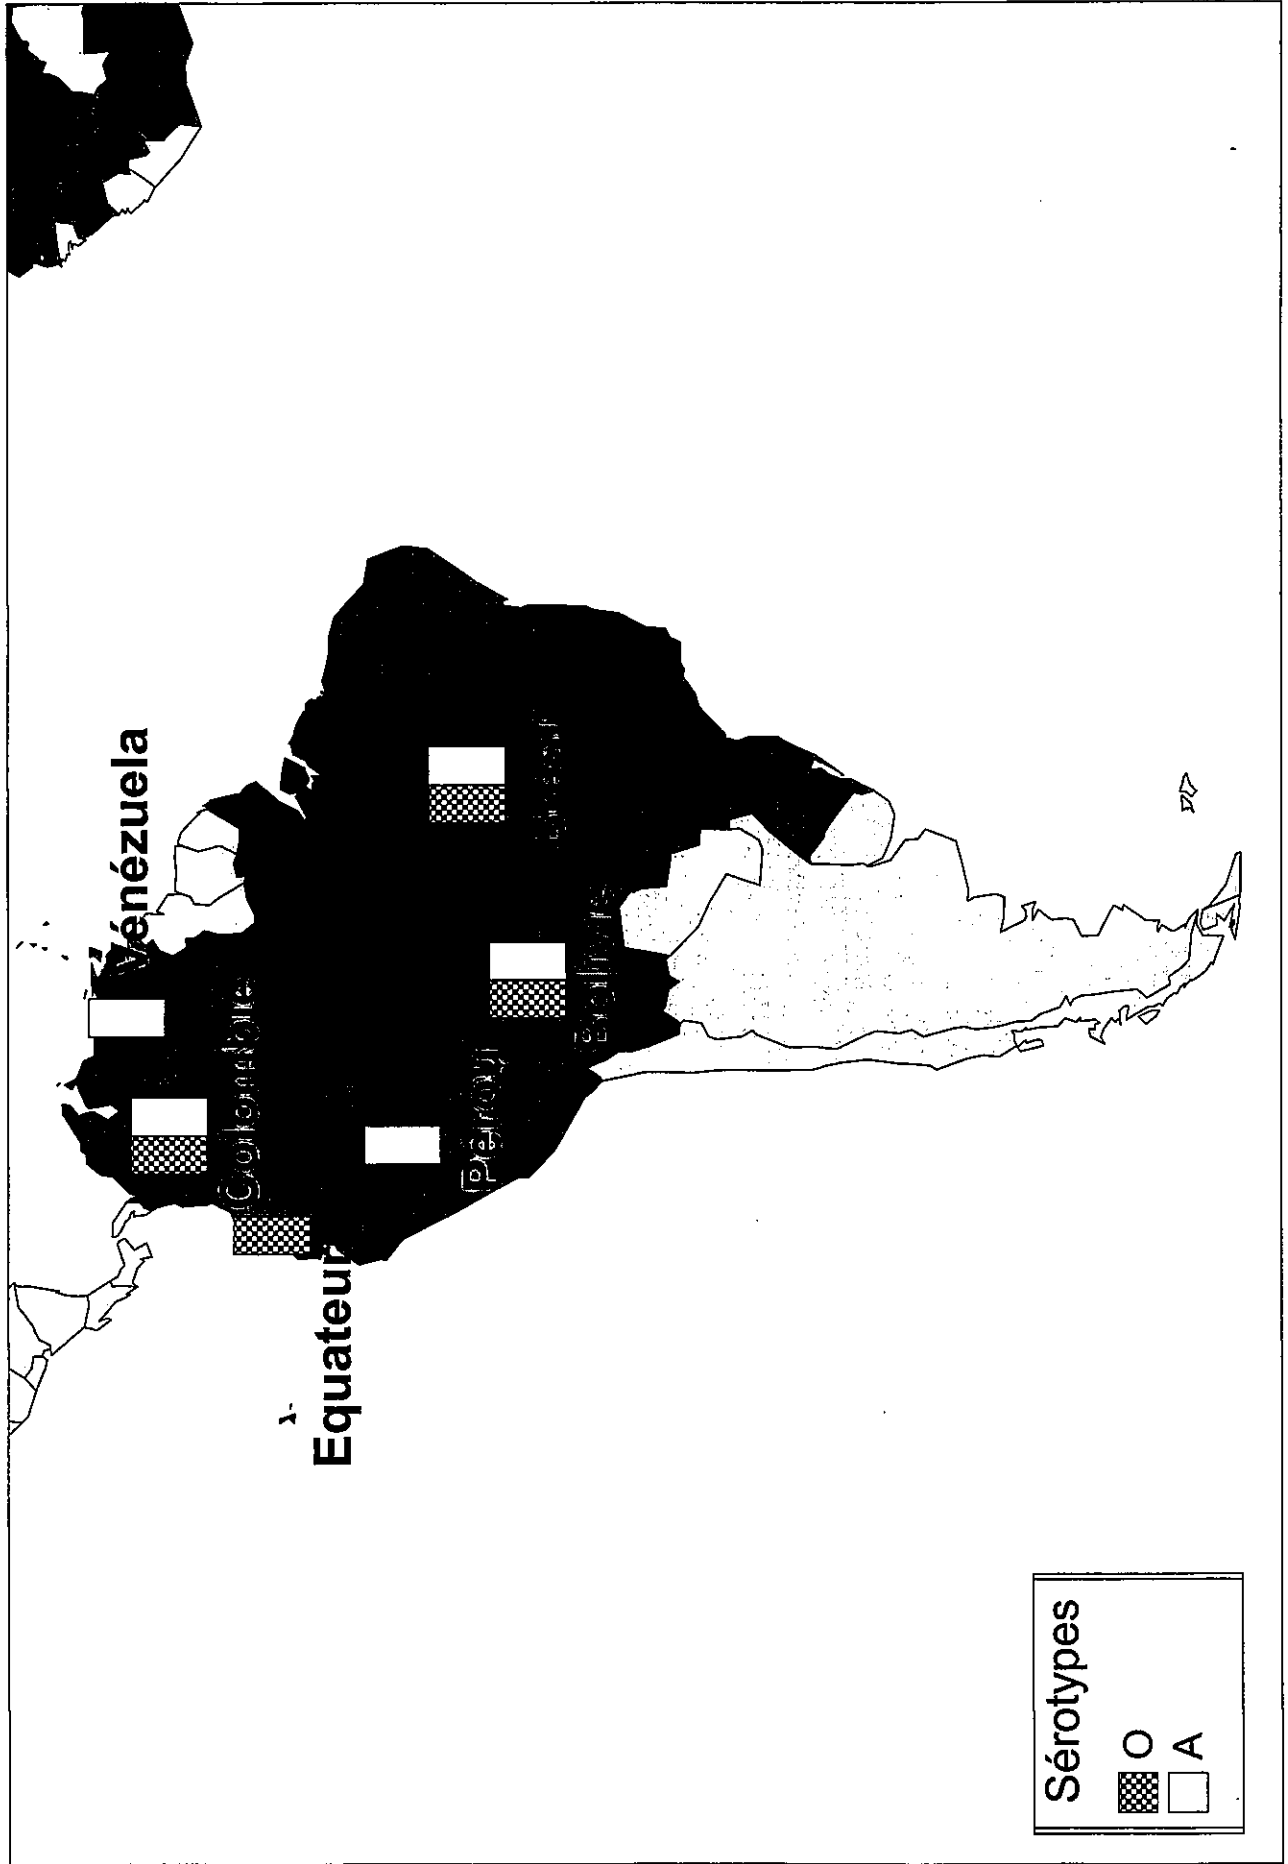 Vénézuela
Colombie
Equateur
Pérou
Brésil
Bolivie
Sérotypes
O
A